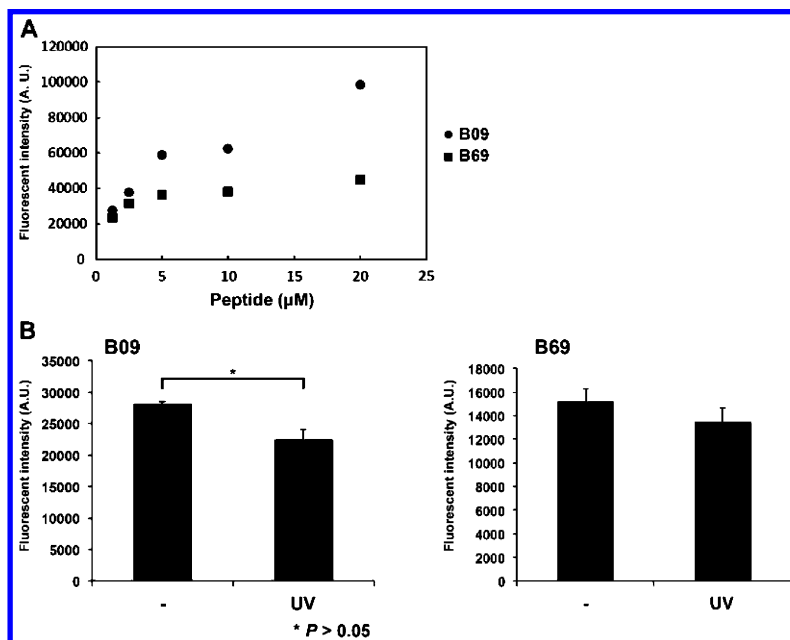 A
Fluorescent intensity (A. U.)
120000
100000
80000
60000
40000
20000
0
0 5 10 15 20 25
Peptide (µM)
B09
B69
B
B09
Fluorescent intensity (A.U.)
35000
30000
25000
20000
15000
10000
5000
0
*
- UV
* P > 0.05
B69
Fluorescent intensity (A.U.)
18000
16000
14000
12000
10000
8000
6000
4000
2000
0
- UV